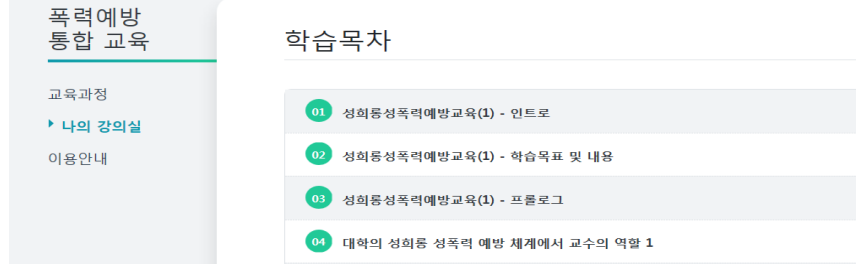 폭력예방
통합 교육
교육과정
나의 강의실
이용안내
학습목차
01 성희롱성폭력예방교육(1) - 인트로
02 성희롱성폭력예방교육(1) - 학습목표 및 내용
03 성희롱성폭력예방교육(1) - 프롤로그
04 대학의 성희롱 성폭력 예방 체계에서 교수의 역할 1